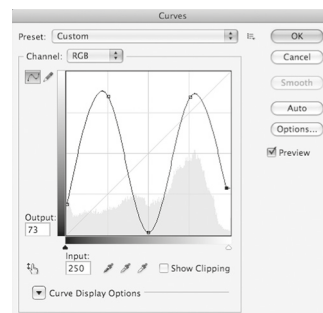 Curves
Preset: Custom
OK
Channel: RGB
Cancel
Smooth
Auto
Options...
Preview
Output:
73
Input:
250
Show Clipping
Curve Display Options